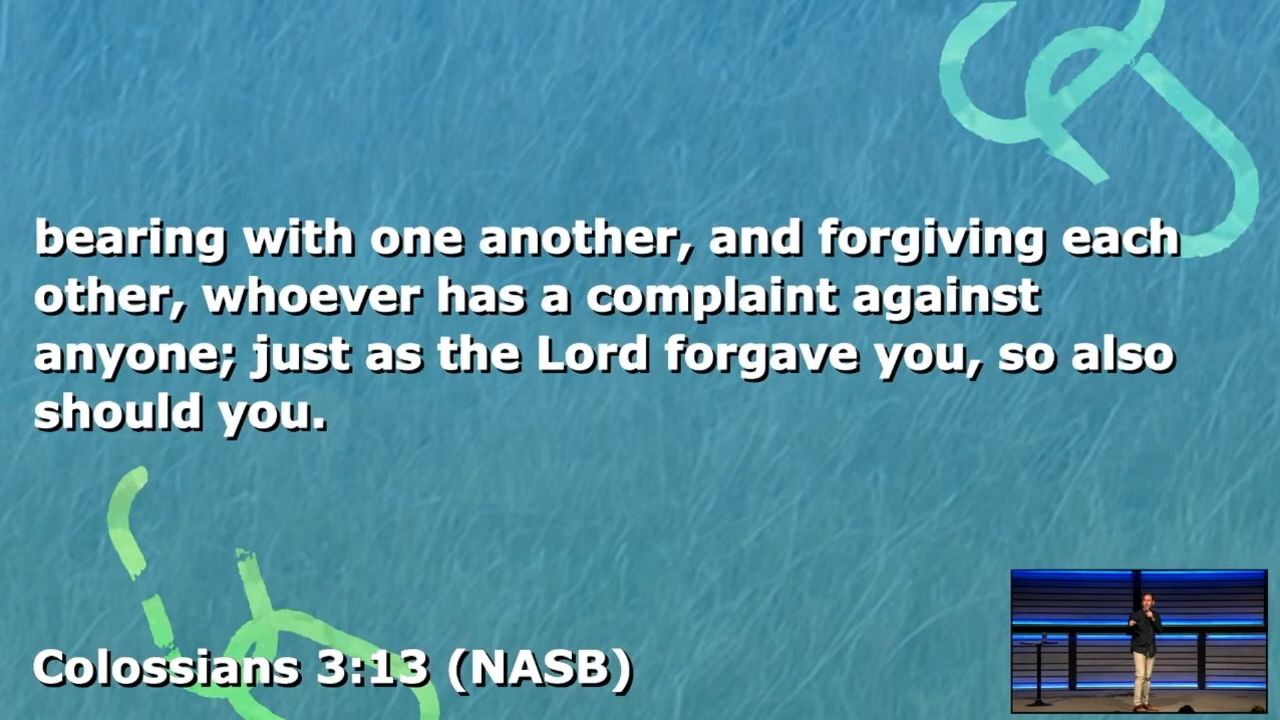 bearing with one another, and forgiving each
other, whoever has a complaint against
anyone; just as the Lord forgave you, so also
should you.
Colossians 3:13 (NASB)